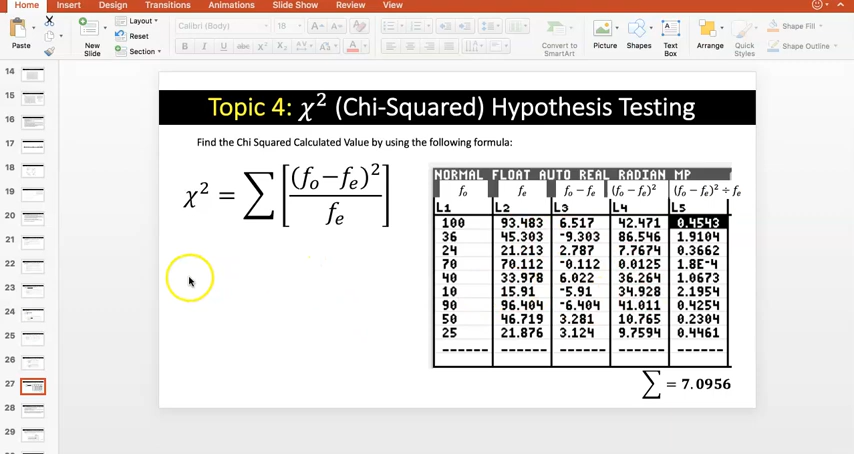 Home Insert Design Transitions Animations Slide Show Review View
Paste
New Slide
Layout
Reset
Section
Calibri (Body) 18
B I U abc X² X₂ AV Aa A
Convert to SmartArt
Picture
Shapes
Text Box
Arrange
Quick Styles
Shape Fill
Shape Outline
14
15
16
17
18
19
20
21
22
23
24
25
26
27
28
29
Topic 4: χ² (Chi-Squared) Hypothesis Testing
Find the Chi Squared Calculated Value by using the following formula:
χ² = ∑[(fₒ−fₑ)²/fₑ]
NORMAL FLOAT AUTO REAL RADIAN MP
fₒ fₑ fₒ − fₑ (fₒ − fₑ)² (fₒ − fₑ)² ÷ fₑ
L1 L2 L3 L4 L5
100 93.483 6.517 42.471 0.4543
36 45.303 -9.303 86.546 1.9104
24 21.213 2.787 7.7674 0.3662
70 70.112 -0.112 0.0125 1.8E-4
40 33.978 6.022 36.264 1.0673
10 15.91 -5.91 34.928 2.1954
90 96.404 -6.404 41.011 0.4254
50 46.719 3.281 10.765 0.2304
25 21.876 3.124 9.7594 0.4461
------ ------ ------ ------ ------
∑ = 7.0956